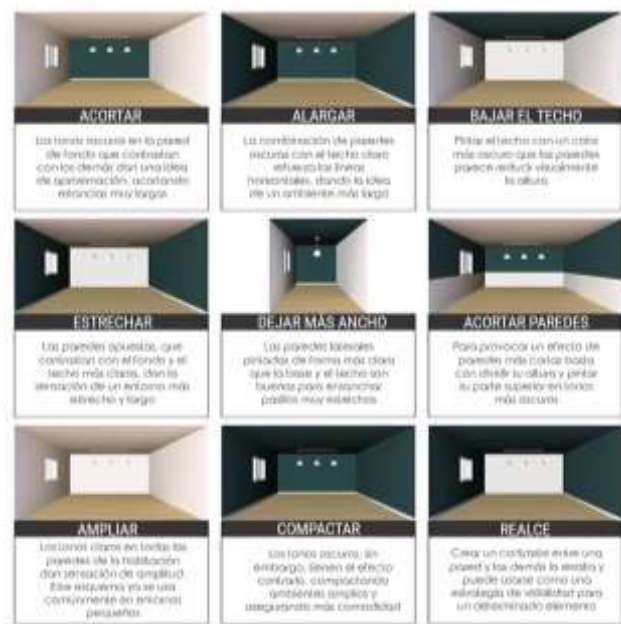 ACORTAR
Los tonos oscuros en la pared
de fondo que contrastan
con los demás dan una idea
de aproximación, acortando
estancias muy largas
ALARGAR
La combinación de paredes
oscuras con el techo claro
refuerza las líneas
horizontales, dando la idea
de un ambiente más largo
BAJAR EL TECHO
Pintar el techo con un color
más oscuro que las paredes
parece reducir visualmente
la altura
ESTRECHAR
Las paredes opuestas, que
contrastan con el fondo y el
techo más claros, dan la
sensación de un entorno más
estrecho y largo
DEJAR MÁS ANCHO
Las paredes laterales
pintadas de forma más clara
que la base y el techo son
buenas para ensanchar
pasillos muy estrechos
ACORTAR PAREDES
Para provocar un efecto de
paredes más cortas basta
con dividir su altura y pintar
su parte superior en tonos
más oscuros
AMPLIAR
Los tonos claros en todas las
paredes de la habitación
dan sensación de amplitud.
Este esquema ya se usa
comúnmente en entornos
pequeños
COMPACTAR
Los tonos oscuros, sin
embargo, tienen el efecto
contrario, compactando
ambientes amplios y
asegurando más comodidad
REALCE
Crear un contraste entre una
pared y las demás la resalta y
puede usarse como una
estrategia de visibilidad para
un determinado elemento